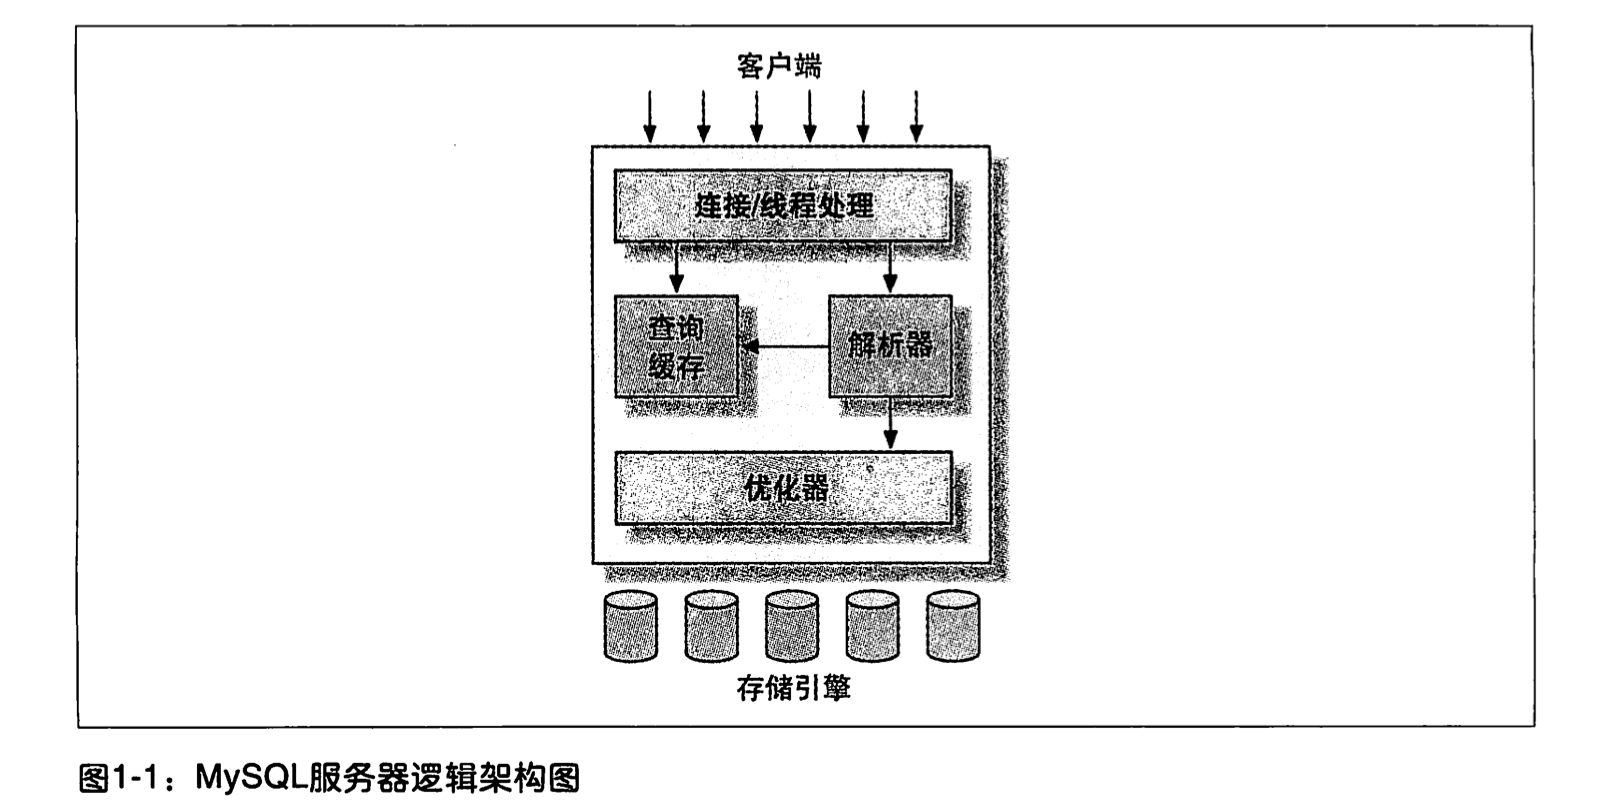 客户端
连接/线程处理
查询
缓存
解析器
优化器
存储引擎
图1-1：MySQL服务器逻辑架构图